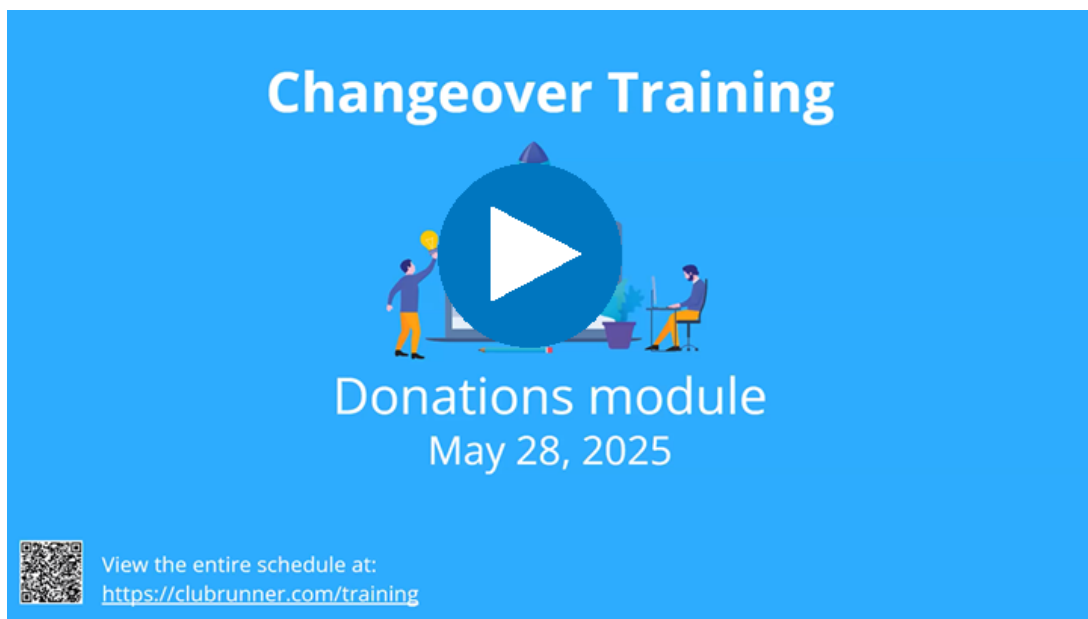 Changeover Training
Donations module
May 28, 2025
View the entire schedule at:
https://clubrunner.com/training